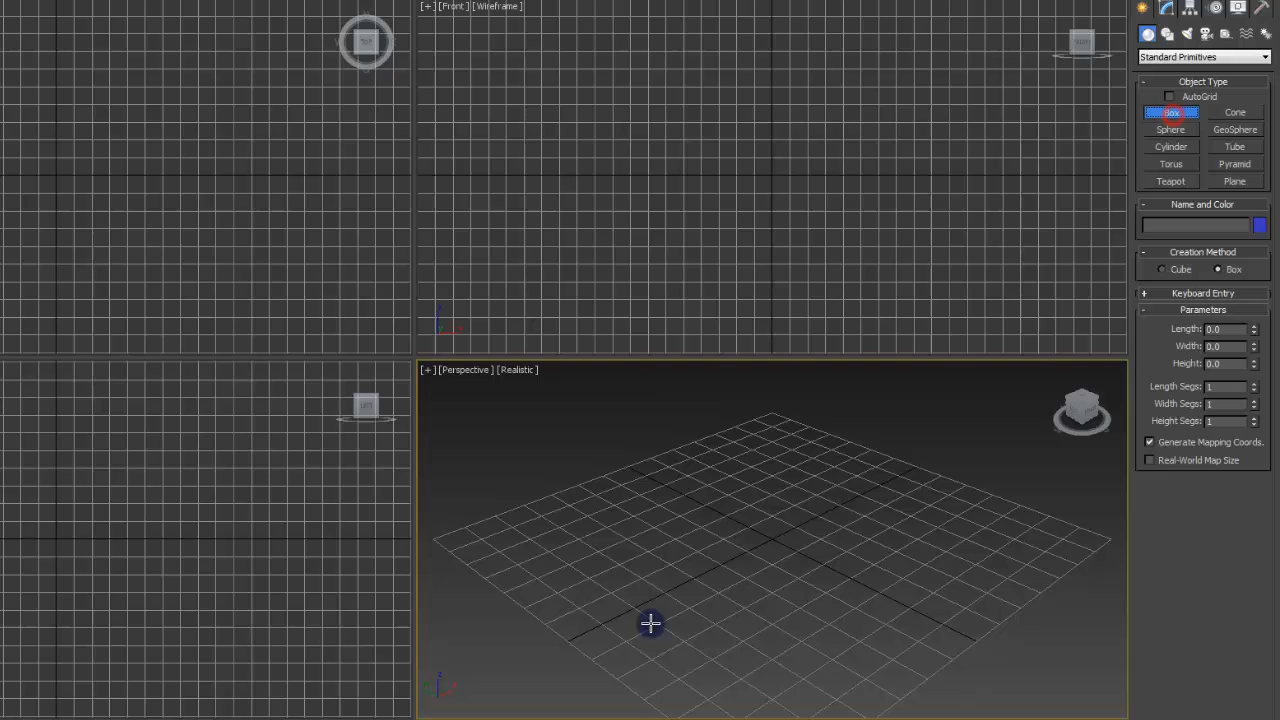 [+] [Front] [Wireframe]
Standard Primitives
- Object Type
AutoGrid
Box Cone
Sphere GeoSphere
Cylinder Tube
Torus Pyramid
Teapot Plane
- Name and Color
- Creation Method
Cube Box
+ Keyboard Entry
- Parameters
Length: 0.0
Width: 0.0
Height: 0.0
Length Segs: 1
Width Segs: 1
Height Segs: 1
Generate Mapping Coords.
Real-World Map Size
[+] [Perspective] [Realistic]